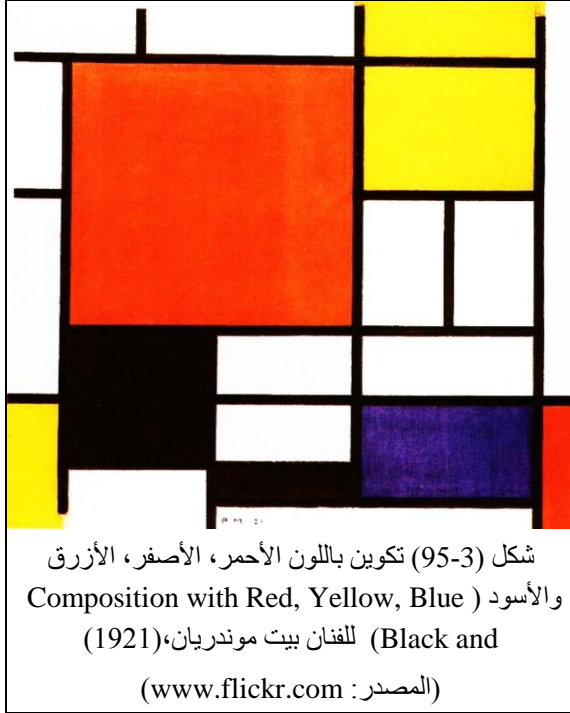 P M 21
شكل (3-95) تكوين باللون الأحمر، الأصفر، الأزرق
والأسود ( Composition with Red, Yellow, Blue
Black and) للفنان بيت موندريان،(1921)
(المصدر: www.flickr.com)